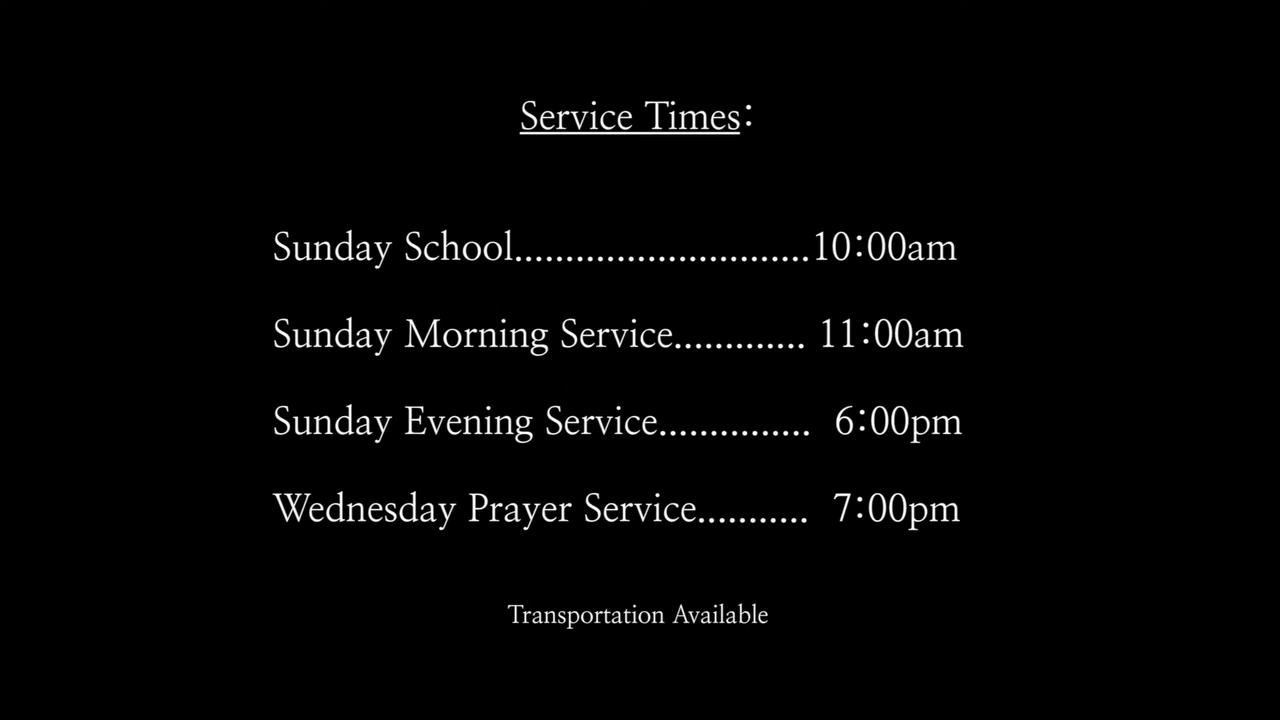 Service Times:
Sunday School.............................10:00am
Sunday Morning Service............. 11:00am
Sunday Evening Service............... 6:00pm
Wednesday Prayer Service........... 7:00pm
Transportation Available